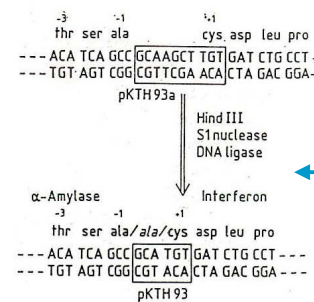 -3 -1 +1
thr ser ala cys asp leu pro
--- ACA TCA GCC GCAAGCT TGT GAT CTG CCT ---
--- TGT AGT CGG CGTTCGA ACA CTA GAC GGA ---
pKTH 93a
Hind III
S1 nuclease
DNA ligase
α-Amylase Interferon
-3 -1 +1
thr ser ala/ala/cys asp leu pro
--- ACA TCA GCC GCA TGT GAT CTG CCT ---
--- TGT AGT CGG CGT ACA CTA GAC GGA ---
pKTH 93